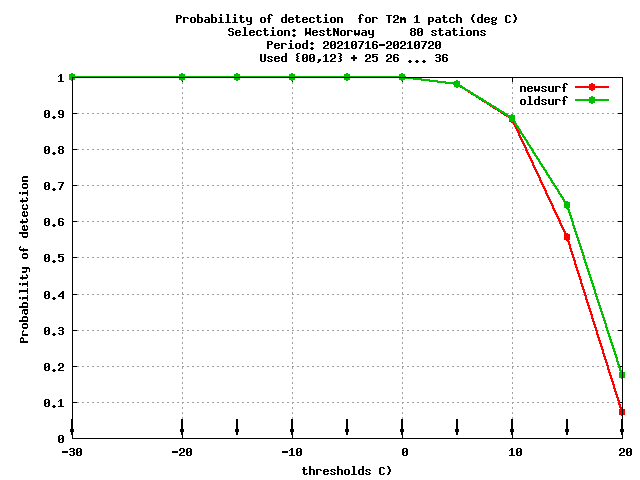 Probability of detection  for T2m 1 patch (deg C)
Selection: WestNorway     80 stations
Period: 20210716-20210720
Used {00,12} + 25 26 ... 36
newsurf
oldsurf
Probability of detection
1
0.9
0.8
0.7
0.6
0.5
0.4
0.3
0.2
0.1
0
-30
-20
-10
0
10
20
thresholds C)